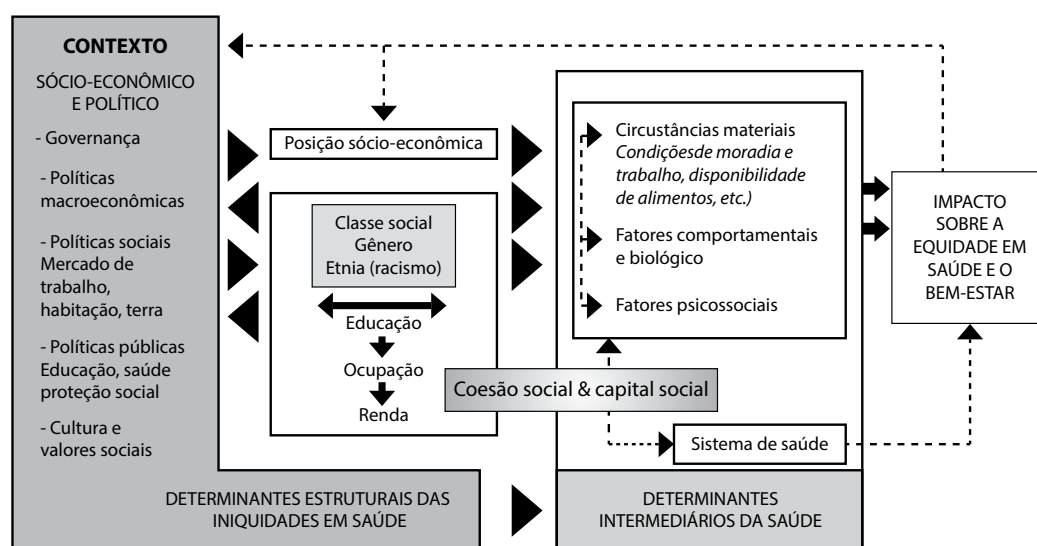 CONTEXTO
SÓCIO-ECONÔMICO
E POLÍTICO
- Governança
- Políticas
macroeconômicas
- Políticas sociais
Mercado de
trabalho,
habitação, terra
- Políticas públicas
Educação, saúde
proteção social
- Cultura e
valores sociais
Posição sócio-econômica
Classe social
Gênero
Etnia (racismo)
Educação
Ocupação
Renda
Coesão social & capital social
Circustâncias materiais
Condiçõesde moradia e
trabalho, disponibilidade
de alimentos, etc.)
Fatores comportamentais
e biológico
Fatores psicossociais
Sistema de saúde
IMPACTO
SOBRE A
EQUIDADE EM
SAÚDE E O
BEM-ESTAR
DETERMINANTES ESTRUTURAIS DAS
INIQUIDADES EM SAÚDE
DETERMINANTES
INTERMEDIÁRIOS DA SAÚDE